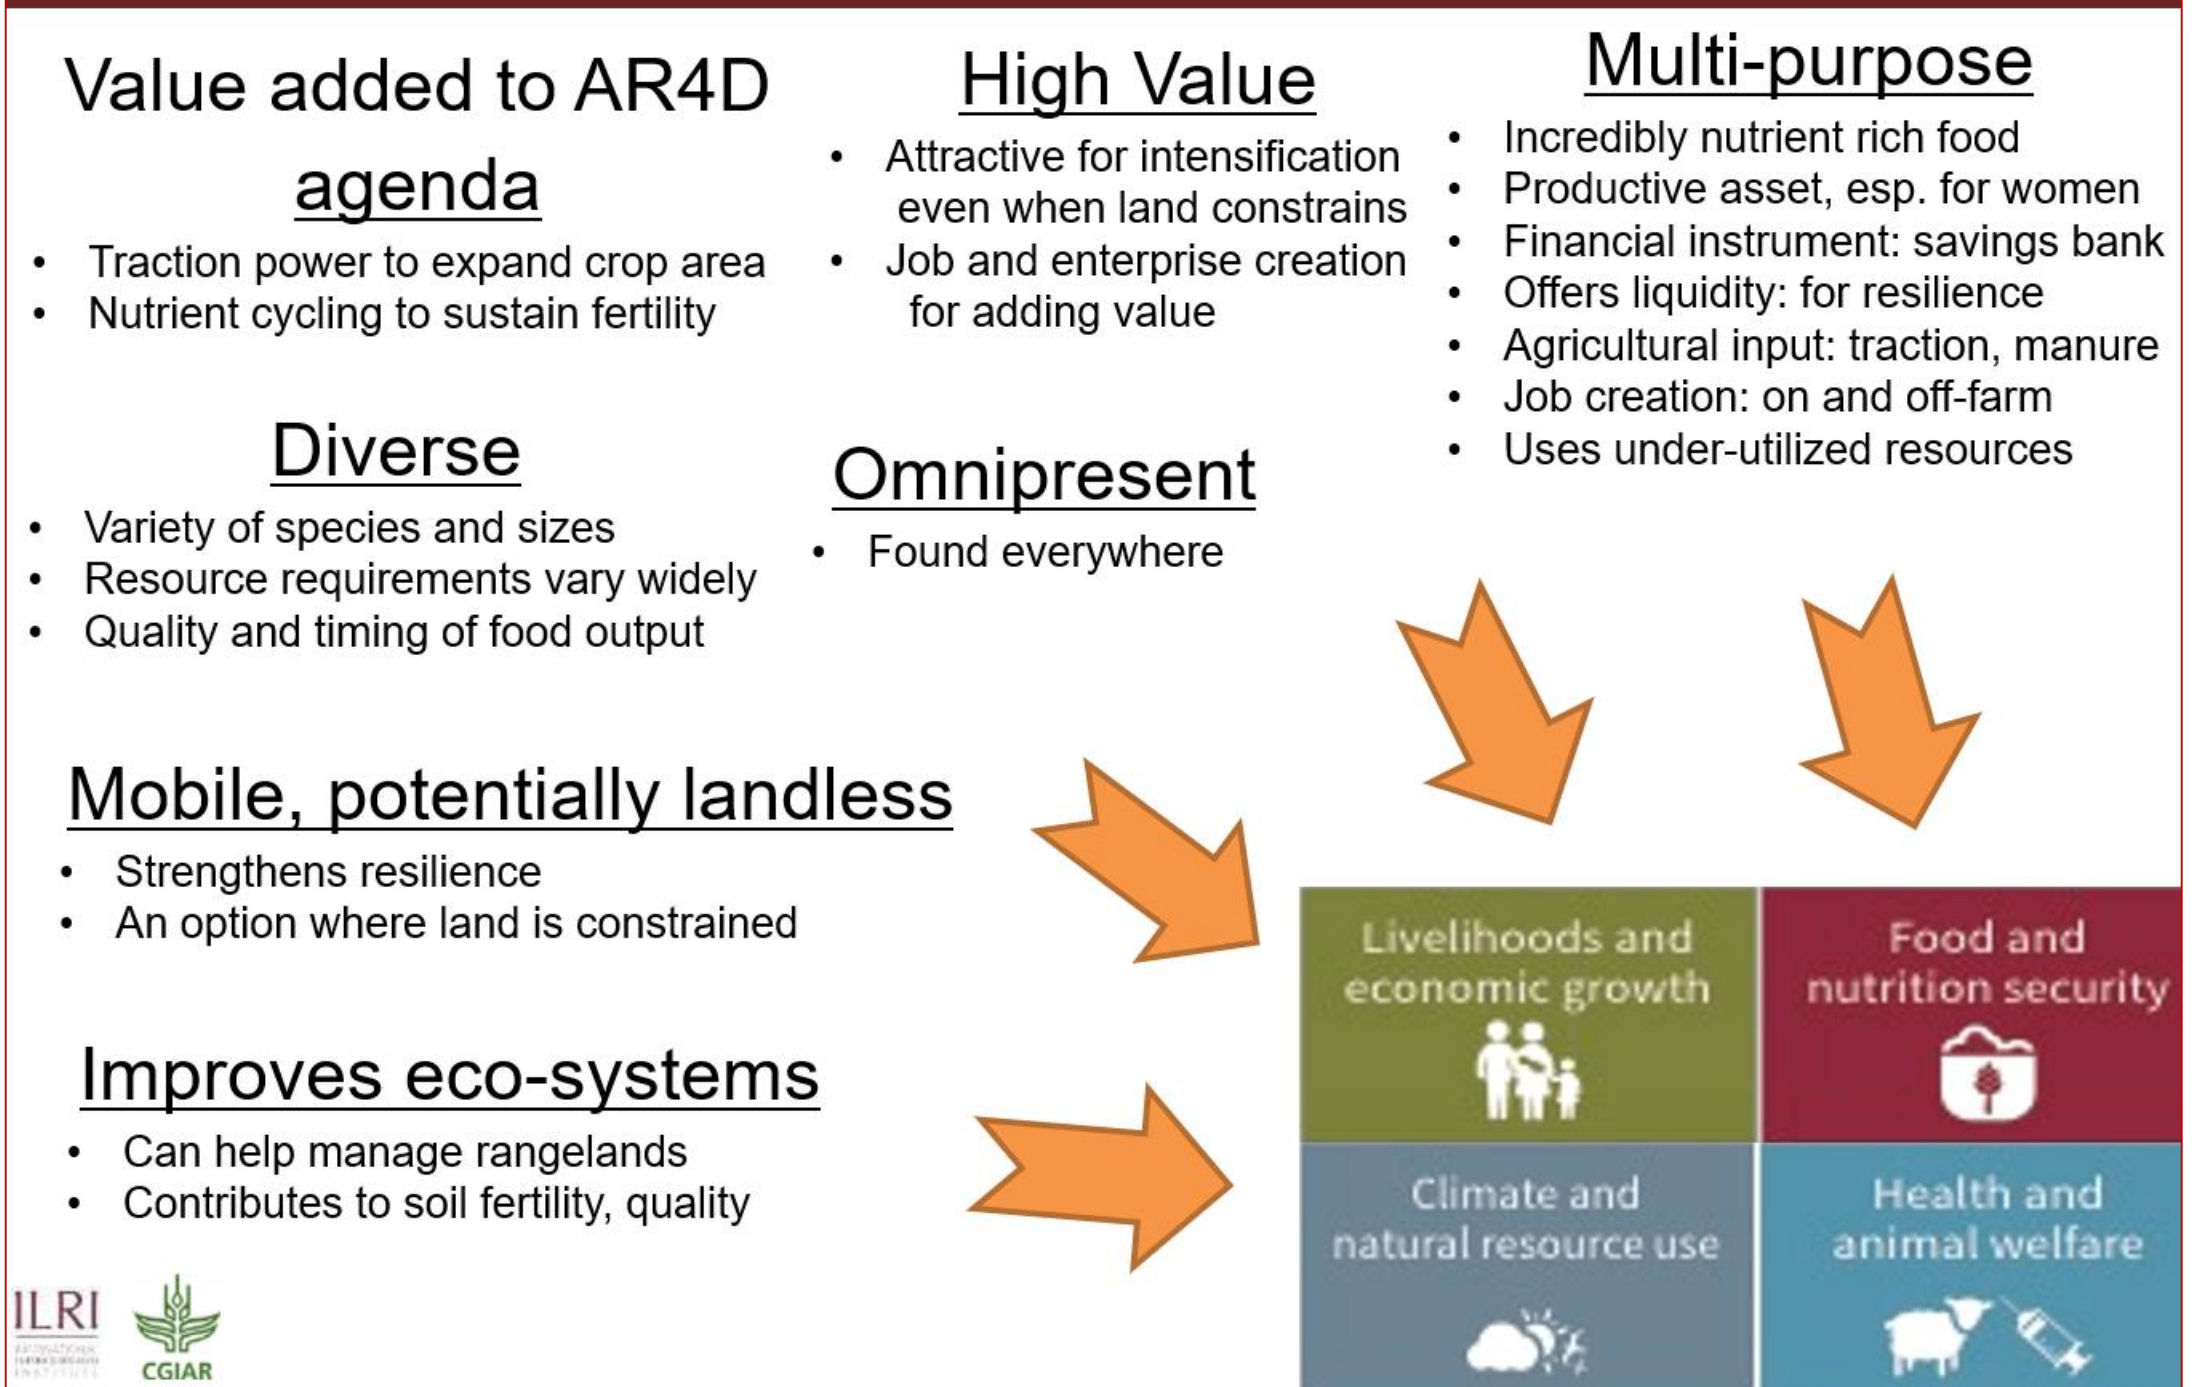 Value added to AR4D
agenda
• Traction power to expand crop area
• Nutrient cycling to sustain fertility
High Value
• Attractive for intensification
even when land constrains
• Job and enterprise creation
for adding value
Multi-purpose
• Incredibly nutrient rich food
• Productive asset, esp. for women
• Financial instrument: savings bank
• Offers liquidity: for resilience
• Agricultural input: traction, manure
• Job creation: on and off-farm
• Uses under-utilized resources
Diverse
• Variety of species and sizes
• Resource requirements vary widely
• Quality and timing of food output
Omnipresent
• Found everywhere
Mobile, potentially landless
• Strengthens resilience
• An option where land is constrained
Improves eco-systems
• Can help manage rangelands
• Contributes to soil fertility, quality
Livelihoods and
economic growth
Food and
nutrition security
Climate and
natural resource use
Health and
animal welfare
ILRI
CGIAR